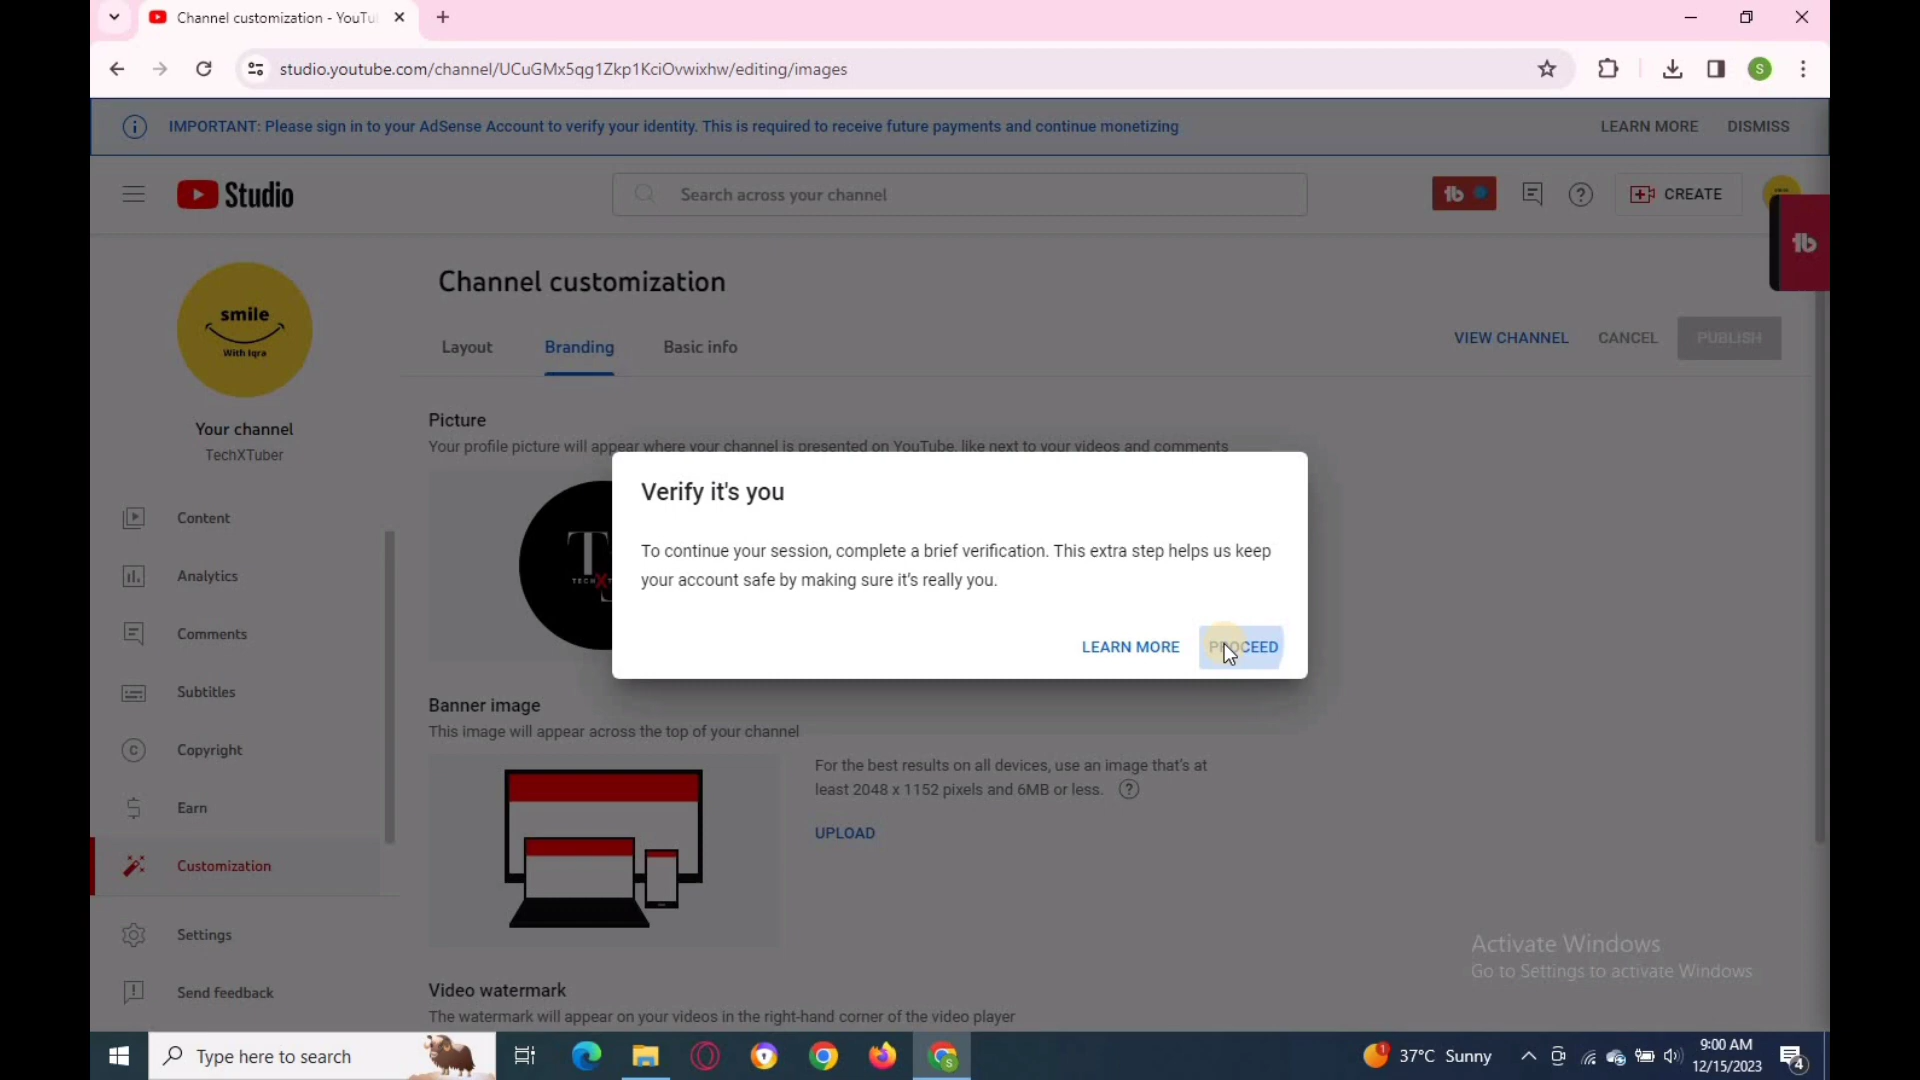 Channel customization - YouTu
studio.youtube.com/channel/UCuGMx5qg1Zkp1KciOvwixhw/editing/images
S
IMPORTANT: Please sign in to your AdSense Account to verify your identity. This is required to receive future payments and continue monetizing
LEARN MORE
DISMISS
Studio
Search across your channel
CREATE
smile
With Iqra
Channel customization
Layout
Branding
Basic info
VIEW CHANNEL
CANCEL
PUBLISH
Your channel
TechXTuber
Picture
Your profile picture will appear where your channel is presented on YouTube, like next to your videos and comments
Verify it's you
To continue your session, complete a brief verification. This extra step helps us keep
your account safe by making sure it's really you.
LEARN MORE
PROCEED
Content
Analytics
Comments
Subtitles
Copyright
Earn
Customization
Settings
Send feedback
Banner image
This image will appear across the top of your channel
For the best results on all devices, use an image that's at
least 2048 x 1152 pixels and 6MB or less.
UPLOAD
Video watermark
The watermark will appear on your videos in the right-hand corner of the video player
Activate Windows
Go to Settings to activate Windows
Type here to search
37°C Sunny
9:00 AM
12/15/2023
4